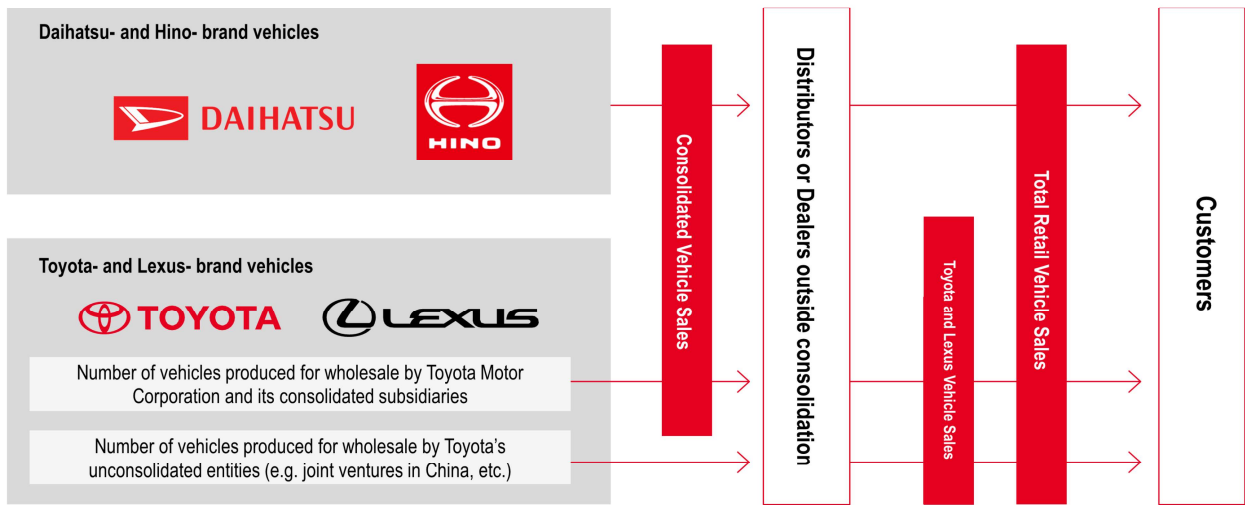 Daihatsu- and Hino- brand vehicles
DAIHATSU
HINO
Toyota- and Lexus- brand vehicles
TOYOTA
LEXUS
Number of vehicles produced for wholesale by Toyota Motor
Corporation and its consolidated subsidiaries
Number of vehicles produced for wholesale by Toyota's
unconsolidated entities (e.g. joint ventures in China, etc.)
Consolidated Vehicle Sales
Distributors or Dealers outside consolidation
Toyota and Lexus Vehicle Sales
Total Retail Vehicle Sales
Customers